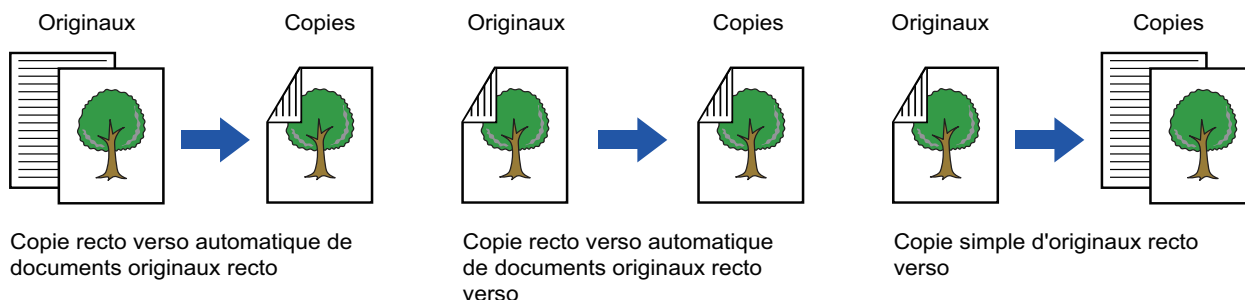 Originaux
Copies
Originaux
Copies
Originaux
Copies
Copie recto verso automatique de
documents originaux recto
Copie recto verso automatique
de documents originaux recto
verso
Copie simple d'originaux recto
verso